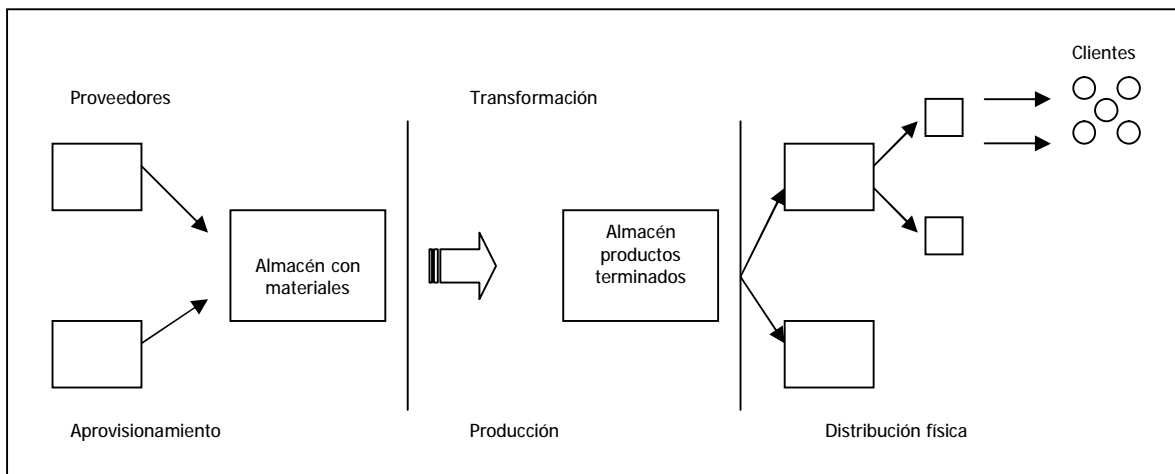 Clientes
Proveedores
Transformación
Almacén con
materiales
Almacén
productos
terminados
Aprovisionamiento
Producción
Distribución física